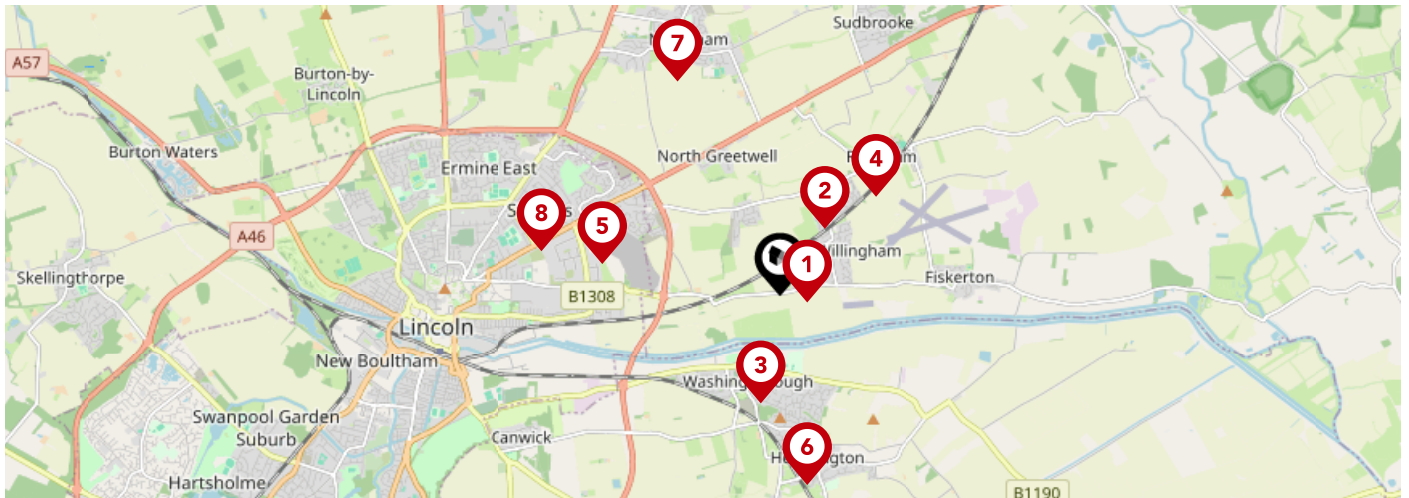 7
Sudbrooke
A57
Burton-by-
Lincoln
Burton Waters
Ermine East
North Greetwell
4
2
8
5
A46
1
Skellingthorpe
Fiskerton
B1308
Lincoln
New Boultham
3
Swanpool Garden
Suburb
Canwick
6
Hartsholme
B1190